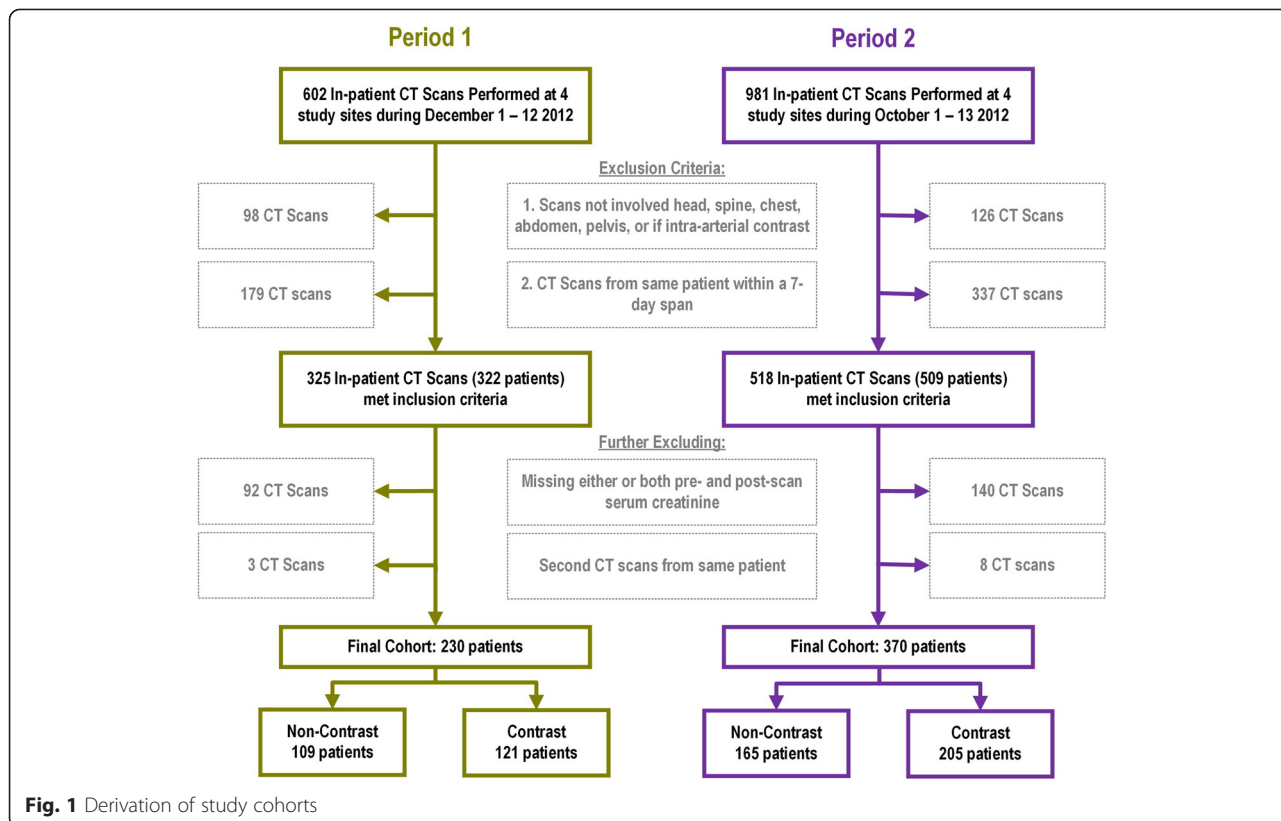 Period 1
Period 2
602 In-patient CT Scans Performed at 4
study sites during December 1 – 12 2012
981 In-patient CT Scans Performed at 4
study sites during October 1 – 13 2012
Exclusion Criteria:
98 CT Scans
1. Scans not involved head, spine, chest,
abdomen, pelvis, or if intra-arterial contrast
126 CT Scans
179 CT scans
2. CT Scans from same patient within a 7-
day span
337 CT scans
325 In-patient CT Scans (322 patients)
met inclusion criteria
518 In-patient CT Scans (509 patients)
met inclusion criteria
Further Excluding:
92 CT Scans
Missing either or both pre- and post-scan
serum creatinine
140 CT Scans
3 CT Scans
Second CT scans from same patient
8 CT scans
Final Cohort: 230 patients
Final Cohort: 370 patients
Non-Contrast
109 patients
Contrast
121 patients
Non-Contrast
165 patients
Contrast
205 patients
Fig. 1 Derivation of study cohorts